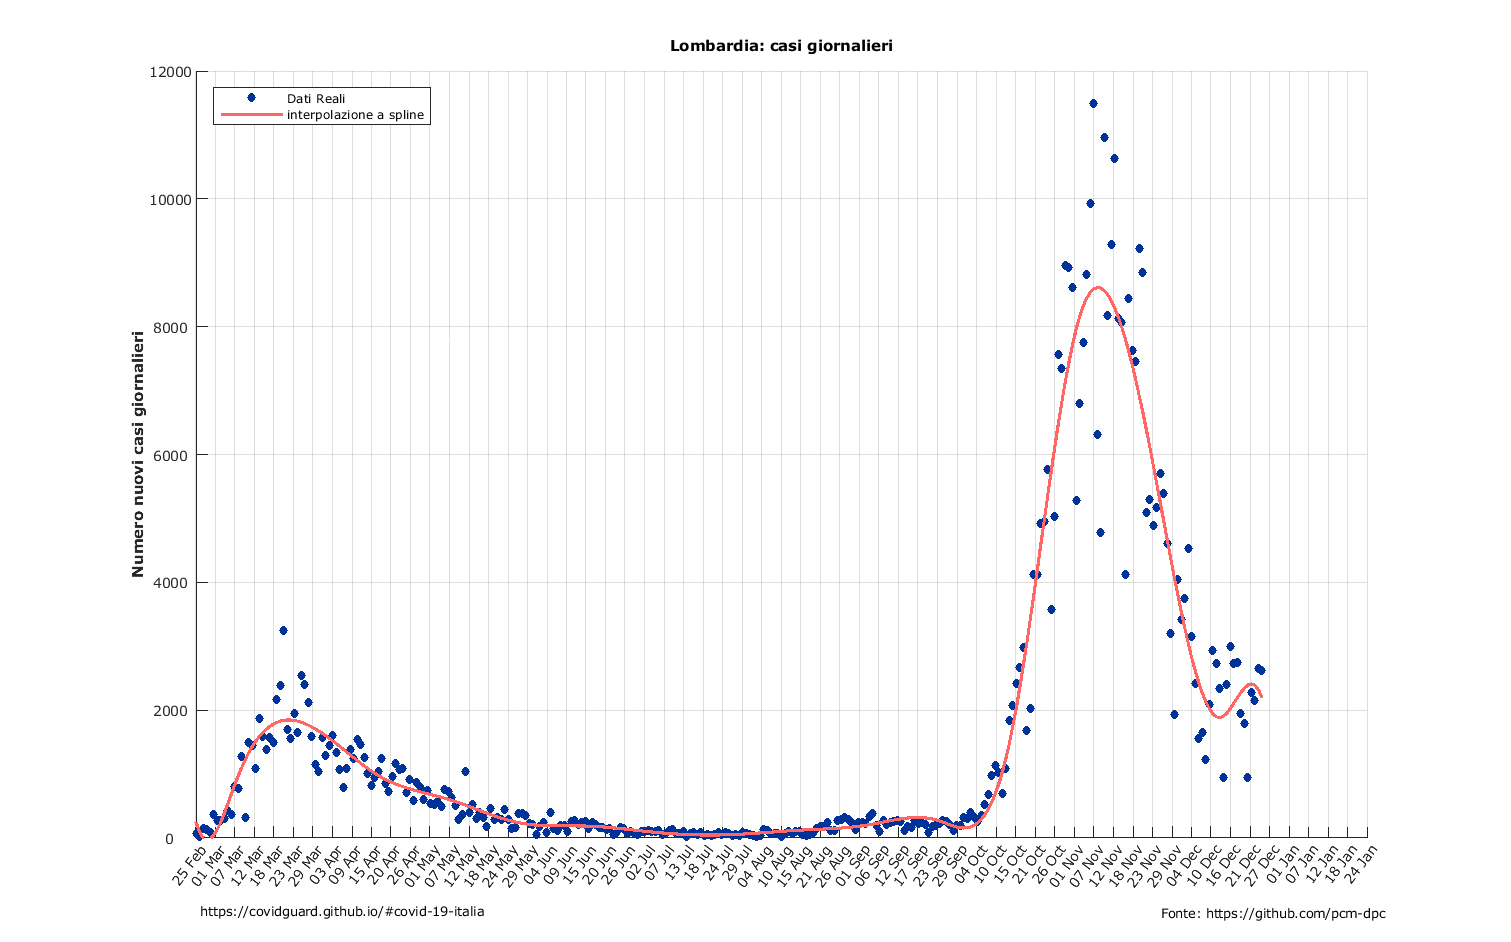 Lombardia: casi giornalieri
12000
10000
8000
6000
4000
2000
0
Numero nuovi casi giornalieri
Dati Reali
interpolazione a spline
25 Feb
01 Mar
07 Mar
12 Mar
18 Mar
23 Mar
29 Mar
03 Apr
09 Apr
15 Apr
20 Apr
26 Apr
01 May
07 May
12 May
18 May
24 May
29 May
04 Jun
09 Jun
15 Jun
20 Jun
26 Jun
02 Jul
07 Jul
13 Jul
18 Jul
24 Jul
29 Jul
04 Aug
10 Aug
15 Aug
21 Aug
26 Aug
01 Sep
06 Sep
12 Sep
17 Sep
23 Sep
29 Sep
04 Oct
10 Oct
15 Oct
21 Oct
26 Oct
01 Nov
07 Nov
12 Nov
18 Nov
23 Nov
29 Nov
04 Dec
10 Dec
16 Dec
21 Dec
27 Dec
01 Jan
07 Jan
12 Jan
18 Jan
24 Jan
https://covidguard.github.io/#covid-19-italia
Fonte: https://github.com/pcm-dpc